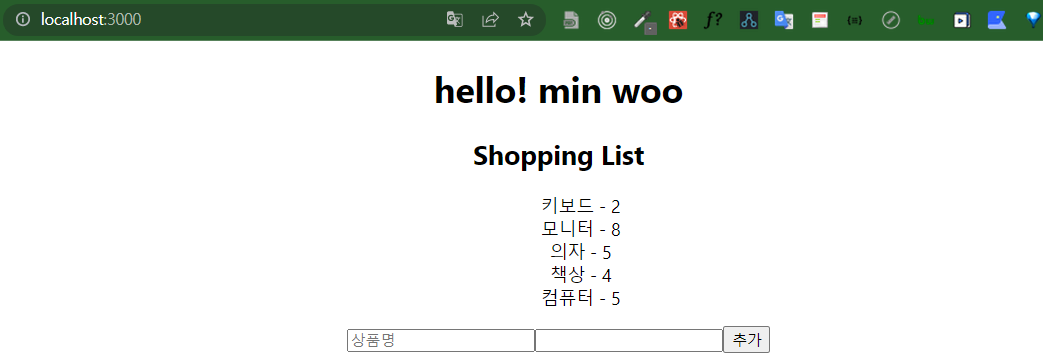 localhost:3000
hello! min woo
Shopping List
키보드 - 2
모니터 - 8
의자 - 5
책상 - 4
컴퓨터 - 5
상품명 추가